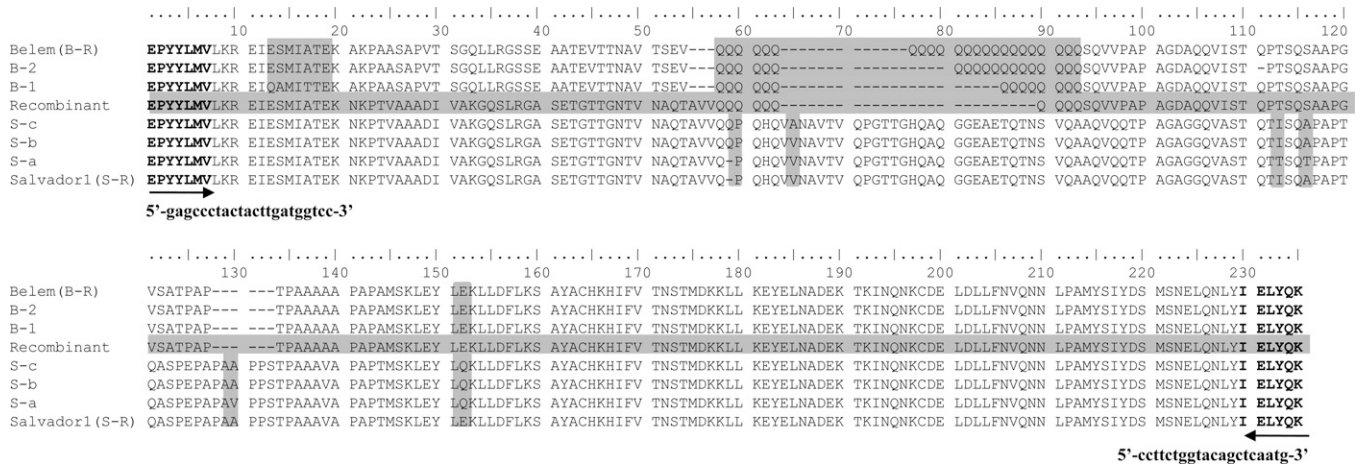 ....|....| ....|....| ....|....| ....|....| ....|....| ....|....| ....|....| ....|....| ....|....| ....|....| ....|....| ....|....|
10 20 30 40 50 60 70 80 90 100 110 120
Belem(B-R) EPYYLMVLKR EIESMIATEK AKPAASAPVT SGQLLRGSSE AATEVTTNAV TSEV---QQQ QQQ------- ------QQQQ QQQQQQQQQQ QQQSQVVPAP AGDAQQVIST QPTSQSAAPG
B-2 EPYYLMVLKR EIESMIATEK AKPAASAPVT SGQLLRGSSE AATEVTTNAV TSEV---QQQ QQQ------- ---------- QQQQQQQQQQ QQQSQVVPAP AGDAQQVIST -PTSQSAAPG
B-1 EPYYLMVLKR EIEQAMITEK AKPAASAPVT SGQLLRGSSE AATEVTTNAV TSEV---QQQ QQQ------- ---------- -----QQQQQ QQQSQVVPAP AGDAQQVIST QPTSQSAAPG
Recombinant EPYYLMVLKR EIESMIATEK NKPTVAAADI VAKGQSLRGA SETGTTGNTV NAQTAVVQQQ QQQ------- ---------- ---------Q QQQSQVVPAP AGDAQQVIST QPTSQSAAPG
S-c EPYYLMVLKR EIESMIATEK NKPTVAAADI VAKGQSLRGA SETGTTGNTV NAQTAVVQQP QHQVANAVTV QPGTTGHQAQ GGEAETQTNS VQAAQVQQTP AGAGGQVAST QTISQAPAPT
S-b EPYYLMVLKR EIESMIATEK NKPTVAAADI VAKGQSLRGA SETGTTGNTV NAQTAVVQQP QHQVVNAVTV QPGTTGHQAQ GGEAETQTNS VQAAQVQQTP AGAGGQVAST QTISQAPAPT
S-a EPYYLMVLKR EIESMIATEK NKPTVAAADI VAKGQSLRGA SETGTTGNTV NAQTAVVQ-P QHQVVNAVTV QPGTTGHQAQ GGEAETQTNS VQAAQVQQTP AGAGGQVAST QTTSQTPAPT
Salvador1(S-R) EPYYLMVLKR EIESMIATEK NKPTVAAADI VAKGQSLRGA SETGTTGNTV NAQTAVVQ-P QHQVVNAVTV QPGTTGHQAQ GGEAETQTNS VQAAQVQQTP AGAGGQVAST QTISQAPAPT
5’-gagccctactacttgatggtcc-3’
....|....| ....|....| ....|....| ....|....| ....|....| ....|....| ....|....| ....|....| ....|....| ....|....| ....|....| ....
130 140 150 160 170 180 190 200 210 220 230
Belem(B-R) VSATPAP--- ---TPAAAAA PAPAMSKLEY LEKLLDFLKS AYACHKHIFV TNSTMDKKLL KEYELNADEK TKINQNKCDE LDLLFNVQNN LPAMYSIYDS MSNELQNLYI ELYQK
B-2 VSATPAP--- ---TPAAAAA PAPAMSKLEY LEKLLDFLKS AYACHKHIFV TNSTMDKKLL KEYELNADEK TKINQNKCDE LDLLFNVQNN LPAMYSIYDS MSNELQNLYI ELYQK
B-1 VSATPAP--- ---TPAAAAA PAPAMSKLEY LEKLLDFLKS AYACHKHIFV TNSTMDKKLL KEYELNADEK TKINQNKCDE LDLLFNVQNN LPAMYSIYDS MSNELQNLYI ELYQK
Recombinant VSATPAP--- ---TPAAAAA PAPAMSKLEY LEKLLDFLKS AYACHKHIFV TNSTMDKKLL KEYELNADEK TKINQNKCDE LDLLFNVQNN LPAMYSIYDS MSNELQNLYI ELYQK
S-c QASPEPAPAA PPSTPAAAVA PAPTMSKLEY LQKLLDFLKS AYACHKHIFV TNSTMDKKLL KEYELNADEK TKINQNKCDE LDLLFNVQNN LPAMYSIYDS MSNELQNLYI ELYQK
S-b QASPEPAPAA PPSTPAAAVA PAPTMSKLEY LQKLLDFLKS AYACHKHIFV TNSTMDKKLL KEYELNADEK TKINQNKCDE LDLLFNVQNN LPAMYSIYDS MSNELQNLYI ELYQK
S-a QASPEPAPAV PPSTPAAAVA PAPTMSKLEY LQKLLDFLKS AYACHKHIFV TNSTMDKKLL KEYELNADEK TKINQNKCDE LDLLFNVQNN LPAMYSIYDS MSNELQNLYI ELYQK
Salvador1(S-R) QASPEPAPAA PPSTPAAAVA PAPTMSKLEY LEKLLDFLKS AYACHKHIFV TNSTMDKKLL KEYELNADEK TKINQNKCDE LDLLFNVQNN LPAMYSIYDS MSNELQNLYI ELYQK
5’-ccttctggtacagctcaatg-3’